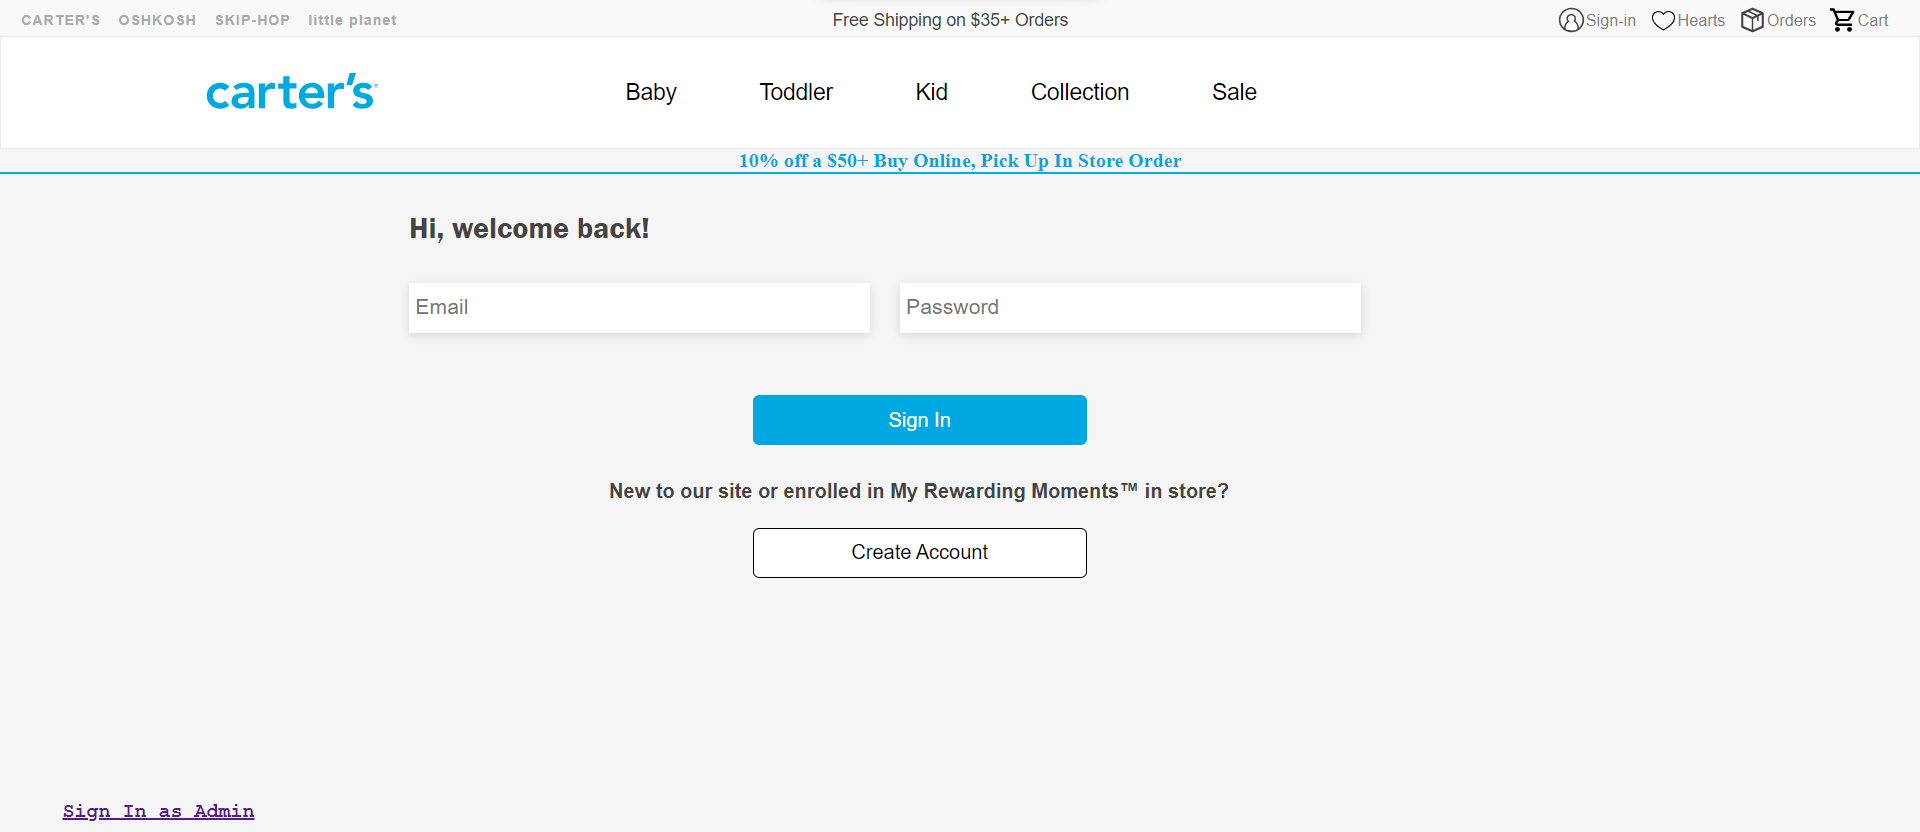 CARTER'S OSHKOSH SKIP-HOP little planet Free Shipping on $35+ Orders Sign-in Hearts Orders Cart
carter's Baby Toddler Kid Collection Sale
10% off a $50+ Buy Online, Pick Up In Store Order
Hi, welcome back!
Email Password
Sign In
New to our site or enrolled in My Rewarding Moments™ in store?
Create Account
Sign In as Admin